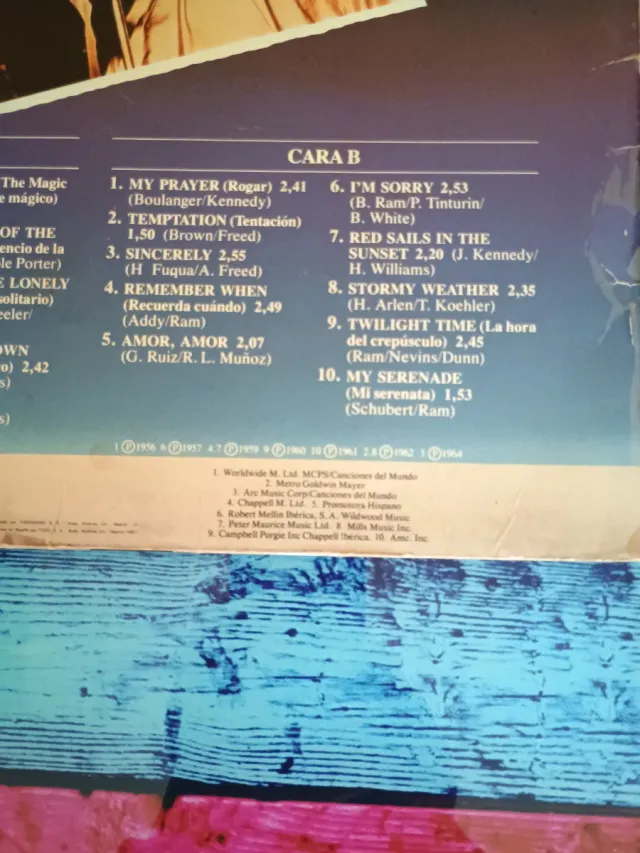 The Magic
e mágico)
OF THE
encio de la
le Porter)
E LONELY
solitario)
eeler/
OWN
o) 2,42
s)
s)
CARA B
1. MY PRAYER (Rogar) 2,41
(Boulanger/Kennedy)
2. TEMPTATION (Tentación)
1,50 (Brown/Freed)
3. SINCERELY 2,55
(H Fuqua/A. Freed)
4. REMEMBER WHEN
(Recuerda cuándo) 2,49
(Addy/Ram)
5. AMOR, AMOR 2,07
(G. Ruiz/R. L. Muñoz)
6. I'M SORRY 2,53
(B. Ram/P. Tinturin/
B. White)
7. RED SAILS IN THE
SUNSET 2,20 (J. Kennedy/
H. Williams)
8. STORMY WEATHER 2,35
(H. Arlen/T. Koehler)
9. TWILIGHT TIME (La hora
del crepúsculo) 2,45
(Ram/Nevins/Dunn)
10. MY SERENADE
(Mi serenata) 1,53
(Schubert/Ram)
1 Ⓟ1956 6 Ⓟ1957 4.7 Ⓟ1959 9 Ⓟ1960 10 Ⓟ1961 2.8 Ⓟ1962 3 Ⓟ1964
1. Worldwide M. Ltd. MCPS/Canciones del Mundo
2. Metro Goldwin Mayer
3. Arc Music Corp/Canciones del Mundo
4. Chappell M. Ltd. 5. Promotora Hispano
6. Robert Mellin Ibérica, S. A. Wildwood Music
7. Peter Maurice Music Ltd. 8. Mills Music Inc.
9. Campbell Porgie Inc Chappell Ibérica. 10. Amc. Inc.